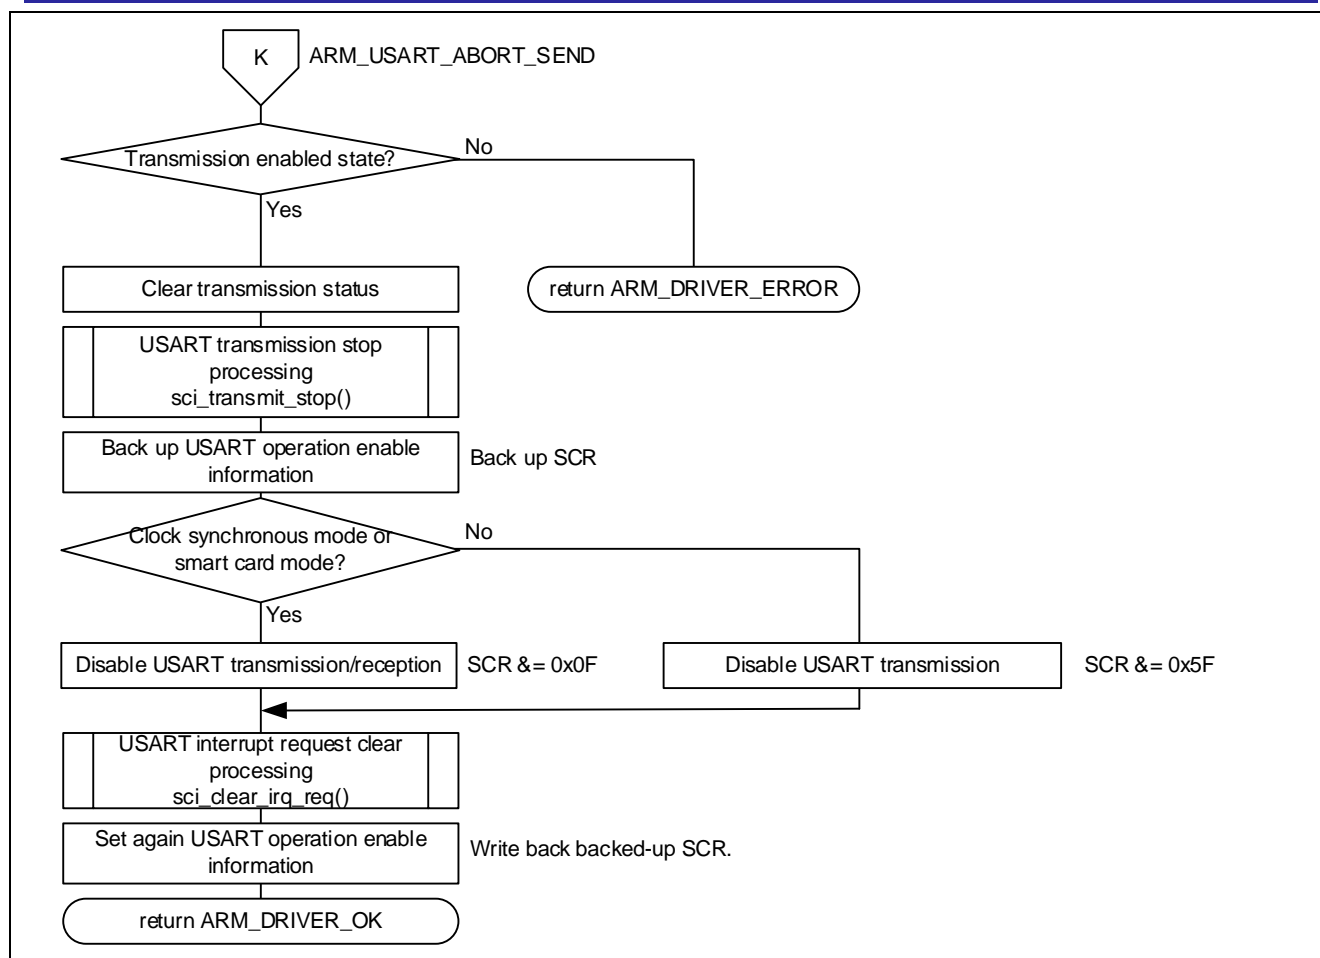 K
ARM_USART_ABORT_SEND
Transmission enabled state?
No
Yes
Clear transmission status
return ARM_DRIVER_ERROR
USART transmission stop
processing
sci_transmit_stop()
Back up USART operation enable
information
Back up SCR
Clock synchronous mode or
smart card mode?
No
Yes
Disable USART transmission/reception
SCR &= 0x0F
Disable USART transmission
SCR &= 0x5F
USART interrupt request clear
processing
sci_clear_irq_req()
Set again USART operation enable
information
Write back backed-up SCR.
return ARM_DRIVER_OK